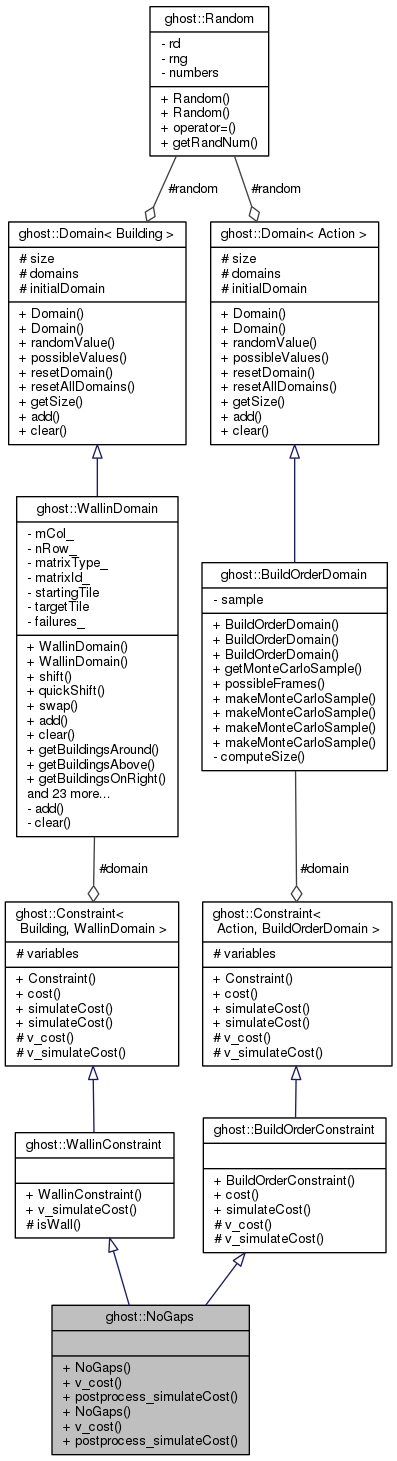 ghost::Random
- rd
- rng
- numbers
+ Random()
+ Random()
+ operator=()
+ getRandNum()
#random
#random
ghost::Domain< Building >
# size
# domains
# initialDomain
+ Domain()
+ Domain()
+ randomValue()
+ possibleValues()
+ resetDomain()
+ resetAllDomains()
+ getSize()
+ add()
+ clear()
ghost::Domain< Action >
# size
# domains
# initialDomain
+ Domain()
+ Domain()
+ randomValue()
+ possibleValues()
+ resetDomain()
+ resetAllDomains()
+ getSize()
+ add()
+ clear()
ghost::WallinDomain
- mCol_
- nRow_
- matrixType_
- matrixId_
- startingTile
- targetTile
- failures_
+ WallinDomain()
+ WallinDomain()
+ shift()
+ quickShift()
+ swap()
+ add()
+ clear()
+ getBuildingsAround()
+ getBuildingsAbove()
+ getBuildingsOnRight()
and 23 more...
- add()
- clear()
ghost::BuildOrderDomain
- sample
+ BuildOrderDomain()
+ BuildOrderDomain()
+ BuildOrderDomain()
+ getMonteCarloSample()
+ possibleFrames()
+ makeMonteCarloSample()
+ makeMonteCarloSample()
+ makeMonteCarloSample()
+ makeMonteCarloSample()
- computeSize()
#domain
#domain
ghost::Constraint<
Building, WallinDomain >
# variables
+ Constraint()
+ cost()
+ simulateCost()
+ simulateCost()
# v_cost()
# v_simulateCost()
ghost::Constraint<
Action, BuildOrderDomain >
# variables
+ Constraint()
+ cost()
+ simulateCost()
+ simulateCost()
# v_cost()
# v_simulateCost()
ghost::WallinConstraint
+ WallinConstraint()
+ v_simulateCost()
# isWall()
ghost::BuildOrderConstraint
+ BuildOrderConstraint()
+ cost()
+ simulateCost()
# v_cost()
# v_simulateCost()
ghost::NoGaps
+ NoGaps()
+ v_cost()
+ postprocess_simulateCost()
+ NoGaps()
+ v_cost()
+ postprocess_simulateCost()